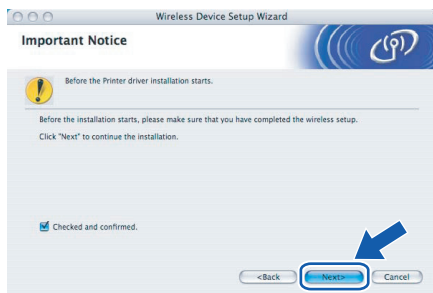 Wireless Device Setup Wizard
Important Notice
Before the Printer driver installation starts.
Before the installation starts, please make sure that you have completed the wireless setup.
Click "Next" to continue the installation.
Checked and confirmed.
<Back
Next>
Cancel